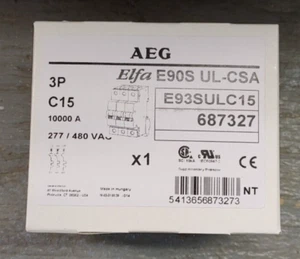 AEG
Elfa E90S UL-CSA
3P
C15
10000 A
277 / 480 VAC
E93SULC15
687327
x1
Made in Hungary
NT
5413656873273